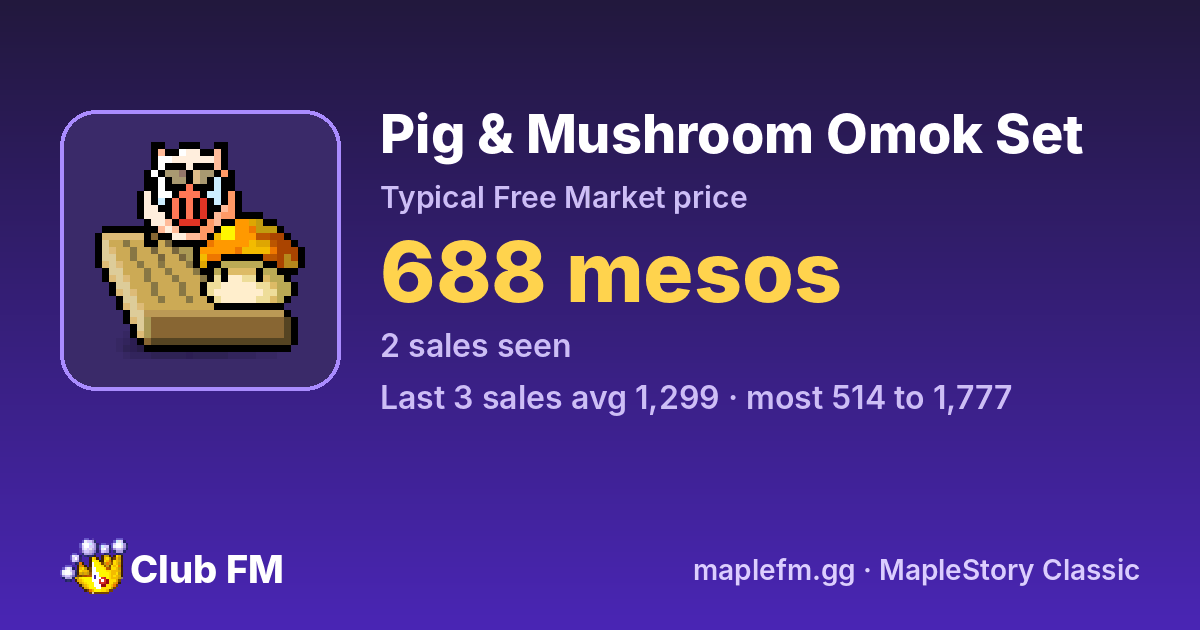 Pig & Mushroom Omok Set
Typical Free Market price
688 mesos
2 sales seen
Last 3 sales avg 1,299 · most 514 to 1,777
Club FM
maplefm.gg · MapleStory Classic